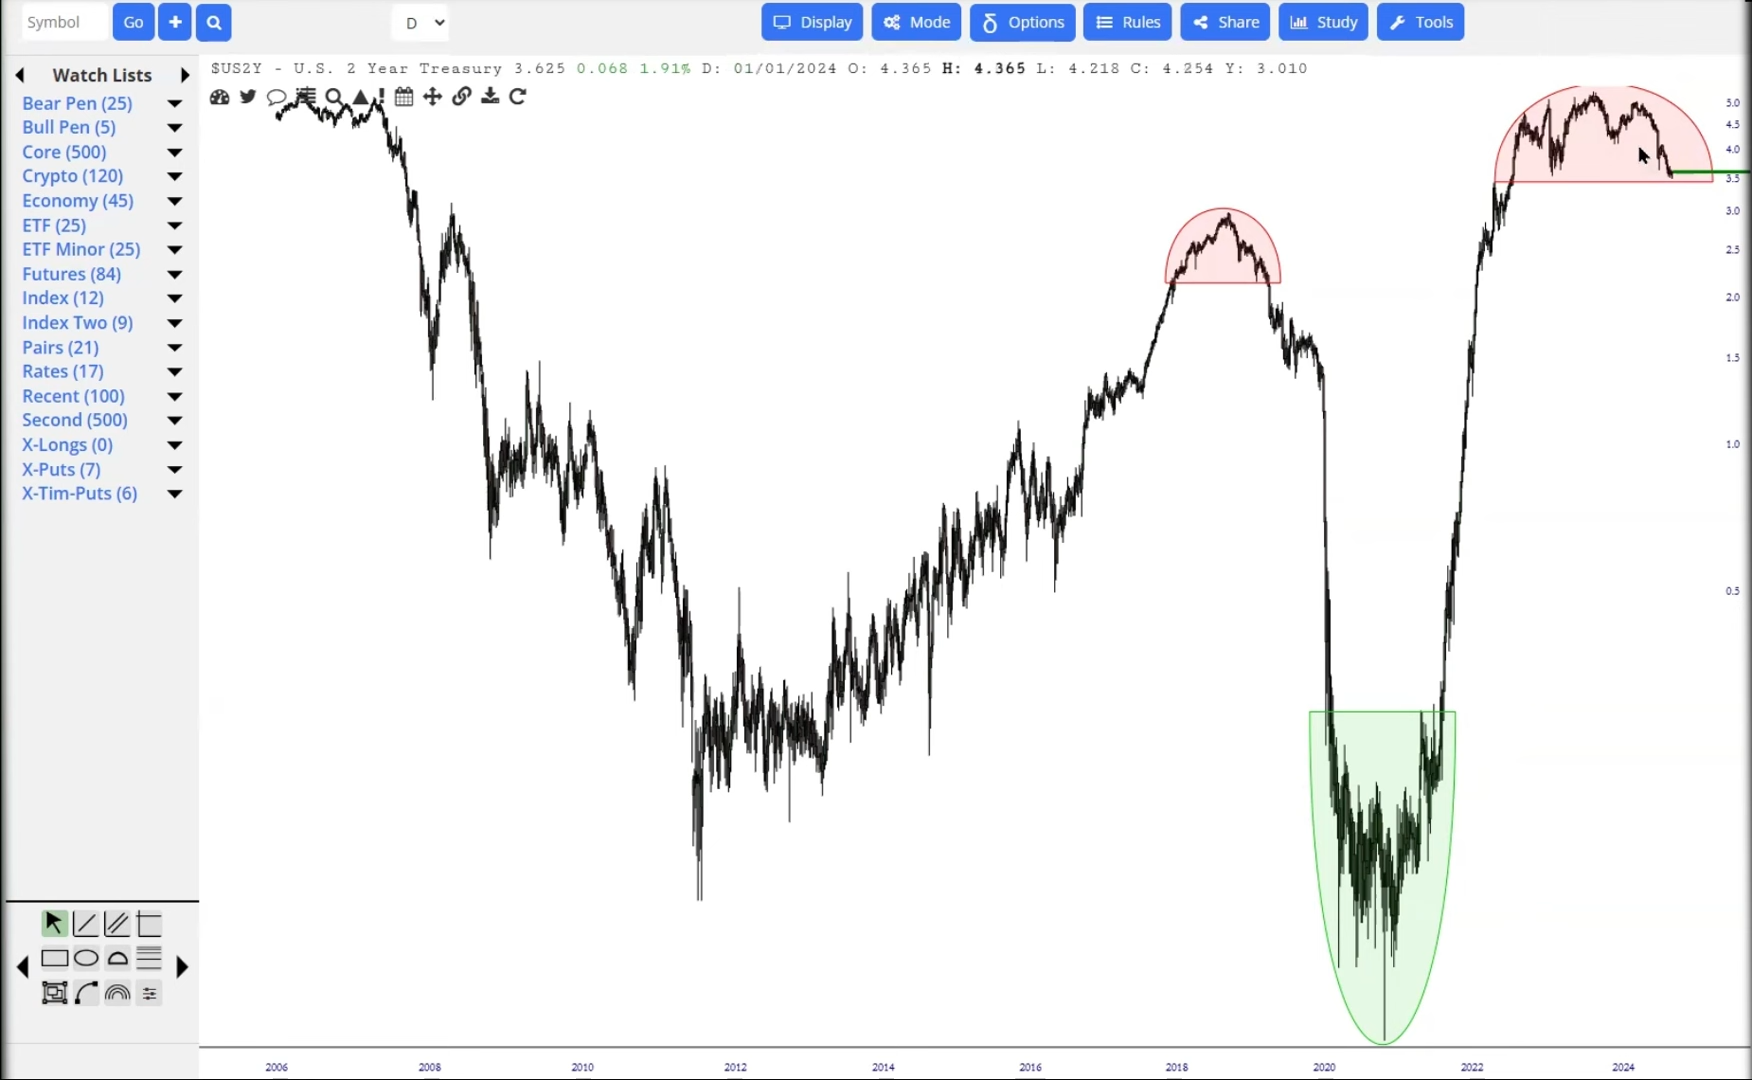 Symbol Go + D Display Mode Options Rules Share Study Tools
Watch Lists
$US2Y - U.S. 2 Year Treasury 3.625 0.068 1.91% D: 01/01/2024 O: 4.365 H: 4.365 L: 4.218 C: 4.254 Y: 3.010
Bear Pen (25)
Bull Pen (5)
Core (500)
Crypto (120)
Economy (45)
ETF (25)
ETF Minor (25)
Futures (84)
Index (12)
Index Two (9)
Pairs (21)
Rates (17)
Recent (100)
Second (500)
X-Longs (0)
X-Puts (7)
X-Tim-Puts (6)
5.0
4.5
4.0
3.5
3.0
2.5
2.0
1.5
1.0
0.5
2006 2008 2010 2012 2014 2016 2018 2020 2022 2024